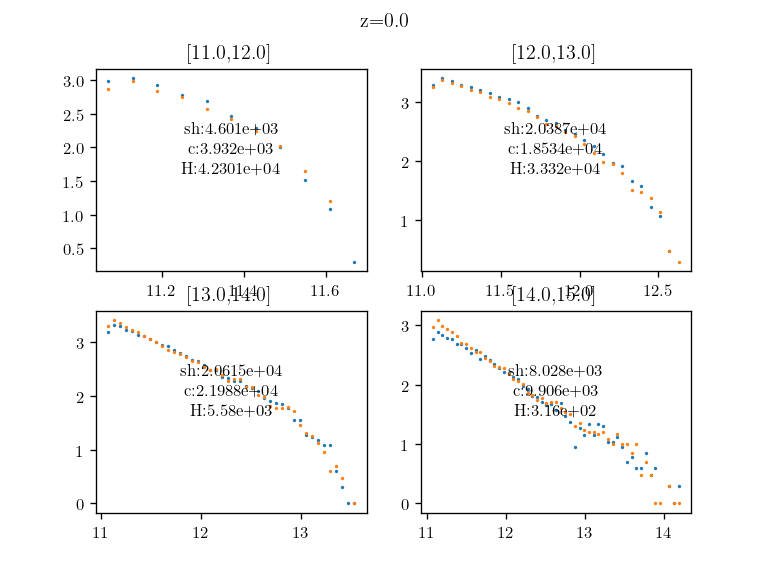 z=0.0
[11.0,12.0]
[12.0,13.0]
3.0
2.5
2.0
1.5
1.0
0.5
sh:4.601e+03
c:3.932e+03
H:4.2301e+04
11.2
11.4
11.6
3
2
1
sh:2.0387e+04
c:1.8534e+04
H:3.332e+04
11.0
11.5
12.0
12.5
[13.0,14.0]
[14.0,15.0]
3
2
1
0
sh:2.0615e+04
c:2.1988e+04
H:5.58e+03
11
12
13
3
2
1
0
sh:8.028e+03
c:9.906e+03
H:3.16e+02
11
12
13
14